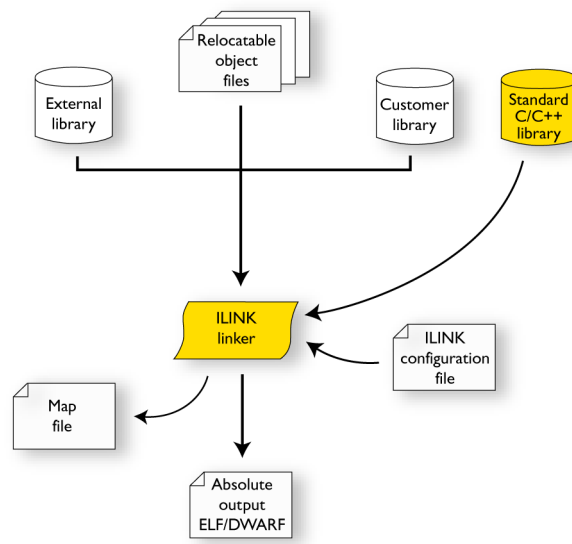 Relocatable
object
files
External
library
Customer
library
Standard
C/C++
library
ILINK
linker
ILINK
configuration
file
Map
file
Absolute
output
ELF/DWARF